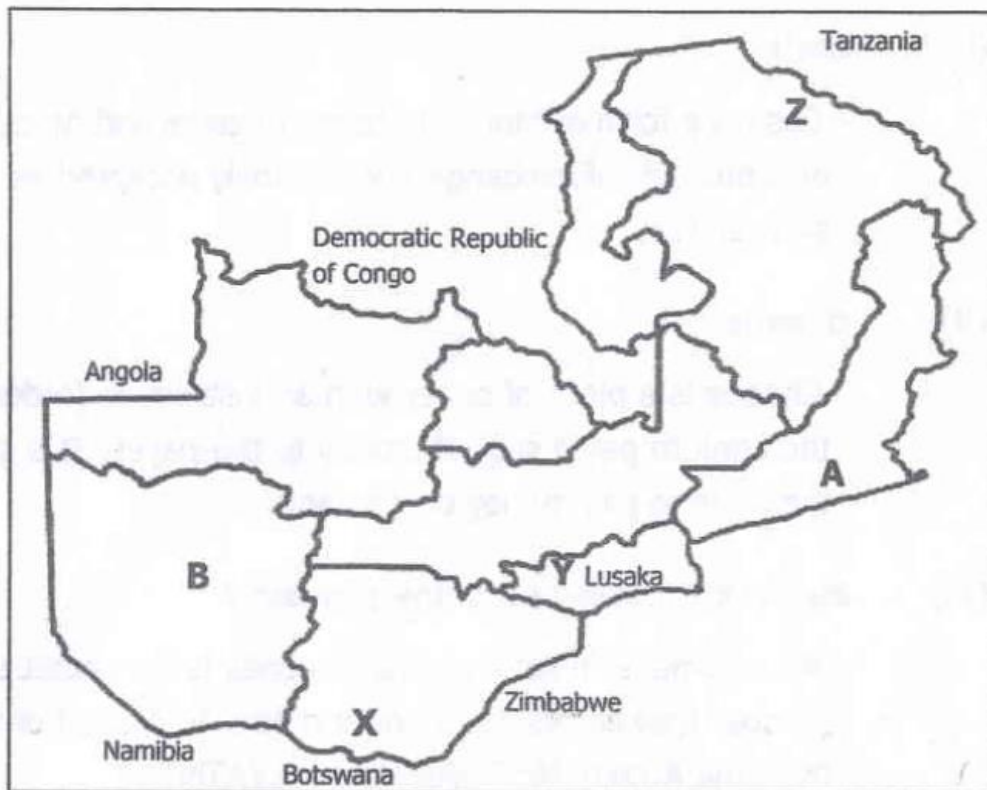 Tanzania
Z
Democratic Republic
of Congo
Angola
A
B
Y Lusaka
X
Zimbabwe
Namibia
Botswana